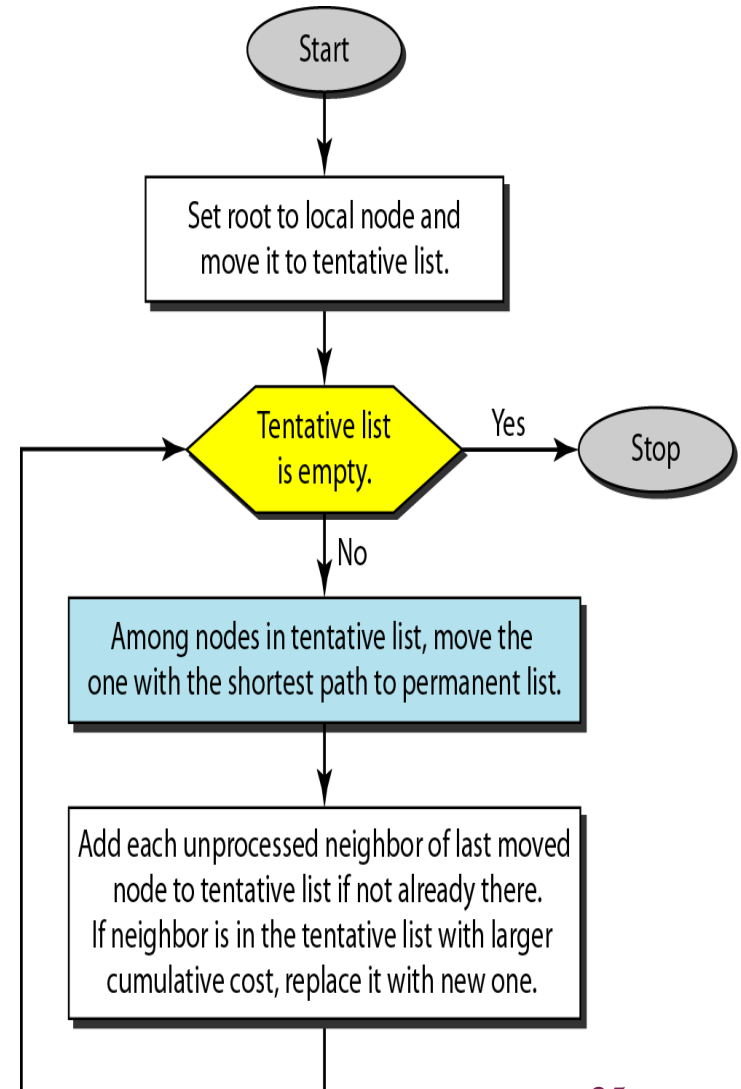 Start
Set root to local node and
move it to tentative list.
Tentative list
is empty.
Yes
Stop
No
Among nodes in tentative list, move the
one with the shortest path to permanent list.
Add each unprocessed neighbor of last moved
node to tentative list if not already there.
If neighbor is in the tentative list with larger
cumulative cost, replace it with new one.